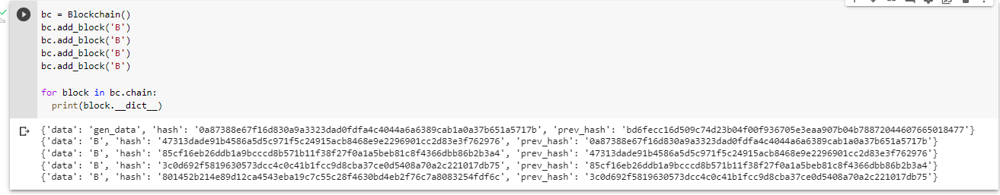 bc = Blockchain()
bc.add_block('B')
bc.add_block('B')
bc.add_block('B')
bc.add_block('B')
for block in bc.chain:
print(block.__dict__)
{'data': 'gen_data', 'hash': '0a87388e67f16d830a9a3323dad0fdfa4c4044a6a6389cab1a0a37b651a5717b', 'prev_hash': 'bd6fecc16d509c74d23b04f00f936705e3eaa907b04b78872044607665018477'}
{'data': 'B', 'hash': '47313dade91b4586a5d5c971f5c24915acb8468e9e2296901cc2d83e3f762976', 'prev_hash': '0a87388e67f16d830a9a3323dad0fdfa4c4044a6a6389cab1a0a37b651a5717b'}
{'data': 'B', 'hash': '85cf16eb26ddb1a9bcccd8b571b11f38f27f0a1a5beb81c8f4366dbb86b2b3a4', 'prev_hash': '47313dade91b4586a5d5c971f5c24915acb8468e9e2296901cc2d83e3f762976'}
{'data': 'B', 'hash': '3c0d692f5819630573dcc4c0c41b1fcc9d8cba37ce0d5408a70a2c221017db75', 'prev_hash': '85cf16eb26ddb1a9bcccd8b571b11f38f27f0a1a5beb81c8f4366dbb86b2b3a4'}
{'data': 'B', 'hash': '801452b214e89d12ca4543eba19c7c55c28f4630bd4eb2f76c7a8083254fdf6c', 'prev_hash': '3c0d692f5819630573dcc4c0c41b1fcc9d8cba37ce0d5408a70a2c221017db75'}